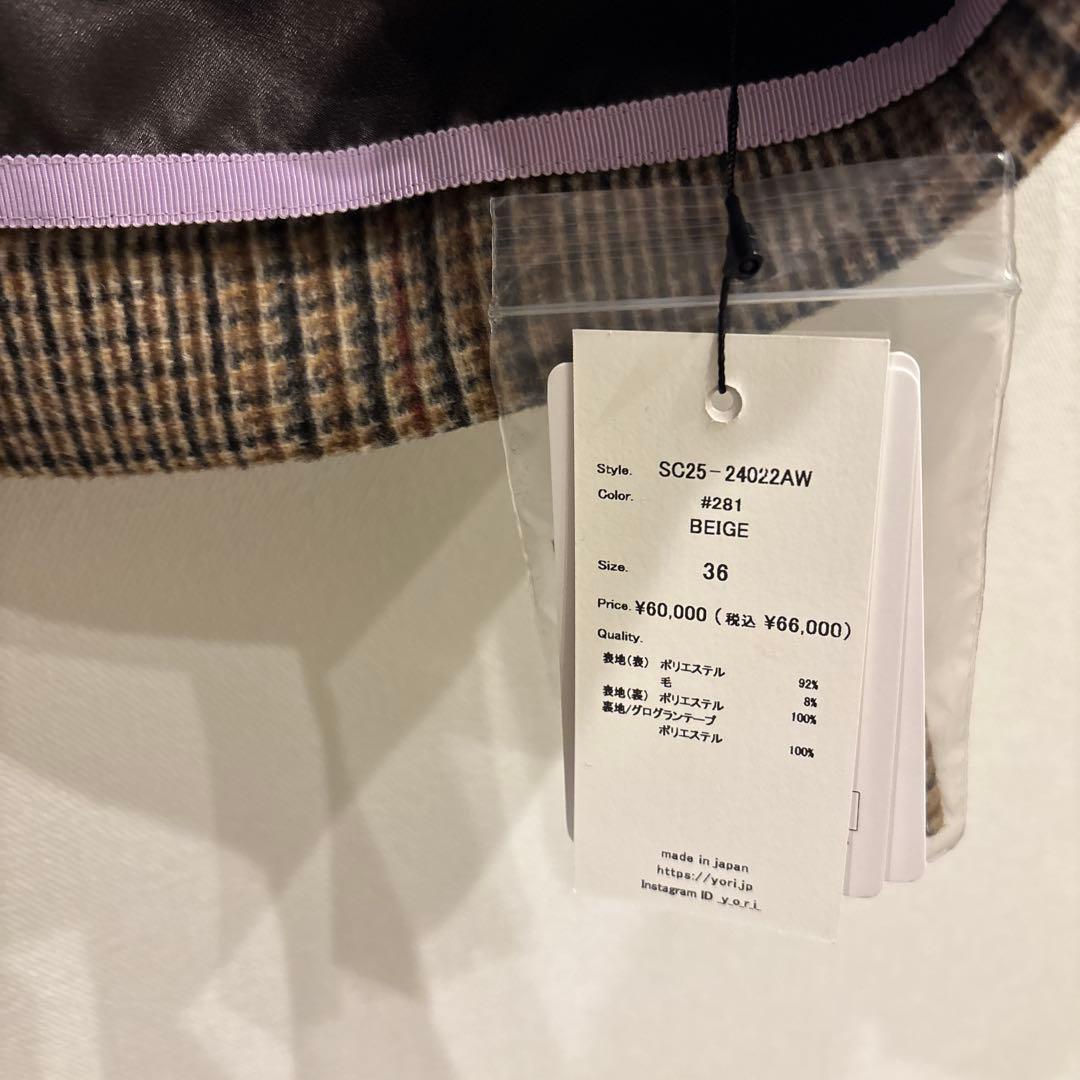 Style. SC25-24022AW
Color. #281
BEIGE
Size. 36
Price. ¥60,000 (税込 ¥66,000)
Quality.
表地(表) ポリエステル 92%
毛 8%
表地(裏) ポリエステル 100%
裏地/グログランテープ
ポリエステル 100%
made in japan
https://yori.jp
Instagram ID _y_o_r_i_